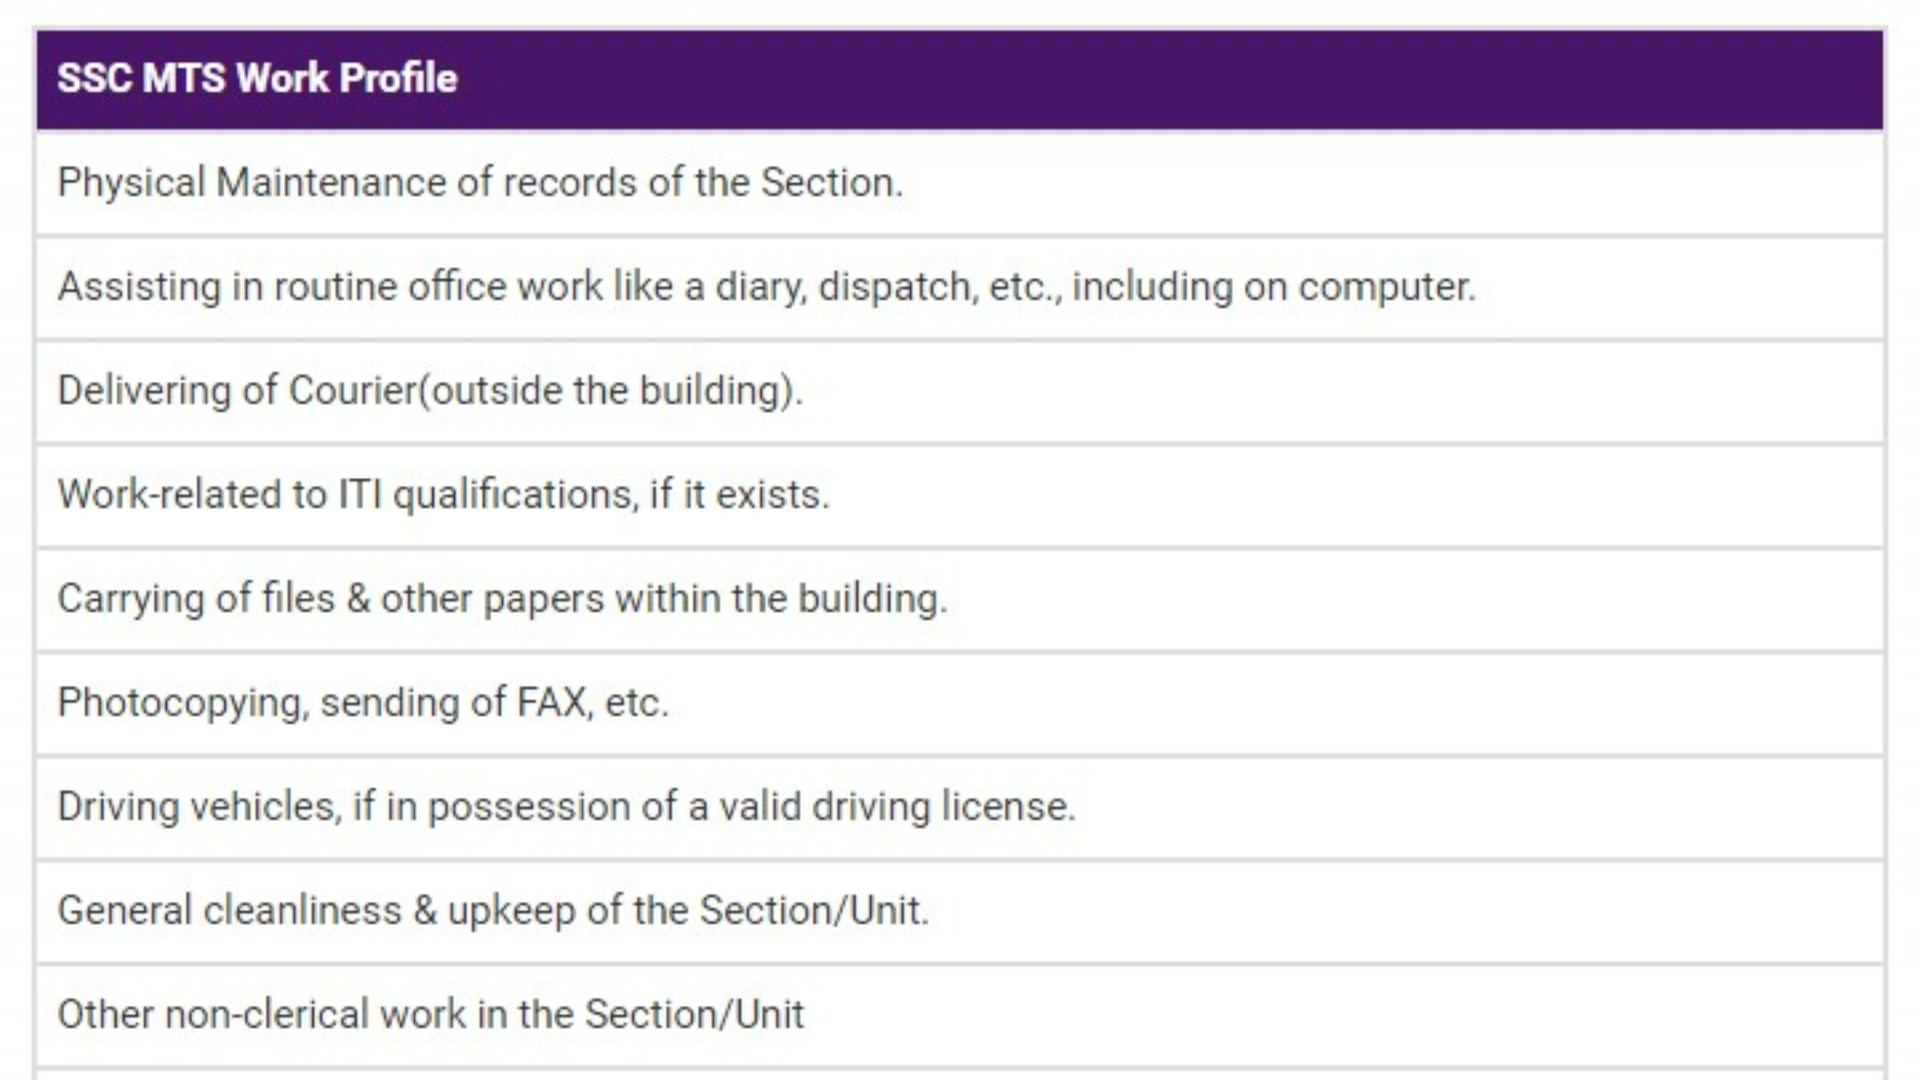 SSC MTS Work Profile
Physical Maintenance of records of the Section.
Assisting in routine office work like a diary, dispatch, etc., including on computer.
Delivering of Courier(outside the building).
Work-related to ITI qualifications, if it exists.
Carrying of files & other papers within the building.
Photocopying, sending of FAX, etc.
Driving vehicles, if in possession of a valid driving license.
General cleanliness & upkeep of the Section/Unit.
Other non-clerical work in the Section/Unit